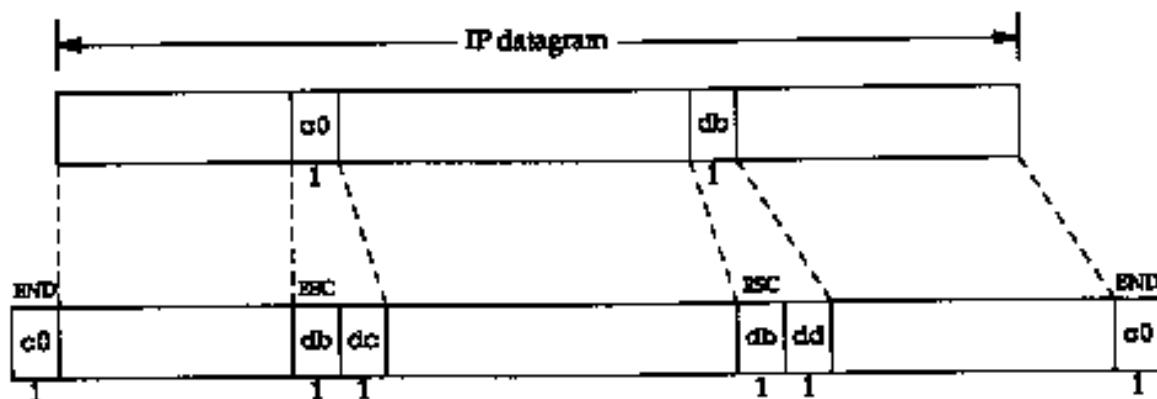 IP datagram
c0 db
1 1
END ESC ESC END
c0 db dc db dd c0
1 1 1 1 1 1